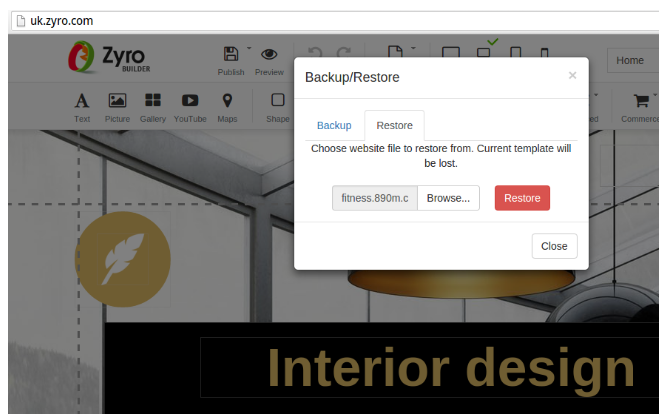 uk.zyro.com
Zyro
BUILDER
Publish
Preview
Home
Text
Picture
Gallery
YouTube
Maps
Shape
ed
Commerce
Backup/Restore
×
Backup
Restore
Choose website file to restore from. Current template will
be lost.
fitness.890m.c
Browse...
Restore
Close
Interior design